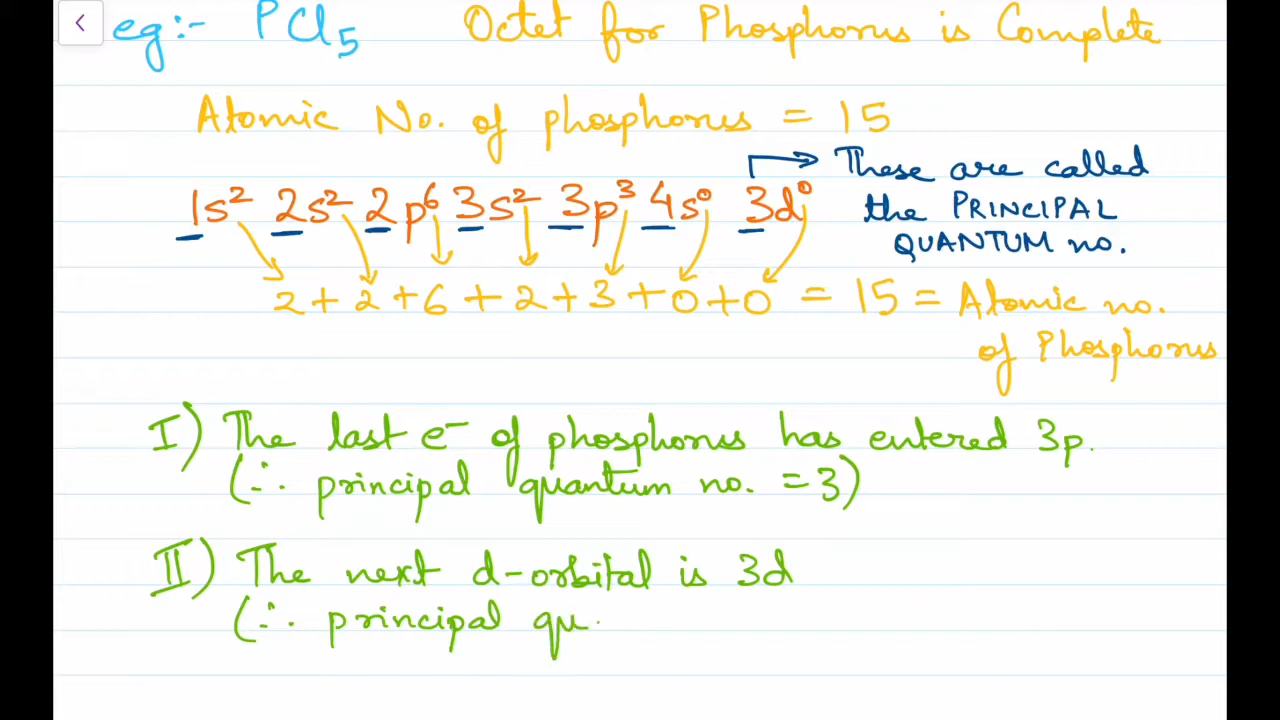 eg:- PCl5 Octet for Phosphorus is Complete
Atomic No. of phosphorus = 15
These are called
1s² 2s² 2p⁶ 3s² 3p³ 4s⁰ 3d⁰ the PRINCIPAL
QUANTUM no.
2 + 2 + 6 + 2 + 3 + 0 + 0 = 15 = Atomic no.
of Phosphorus
I) The last e⁻ of phosphorus has entered 3p.
(∴ principal quantum no. = 3)
II) The next d-orbital is 3d
(∴ principal qu